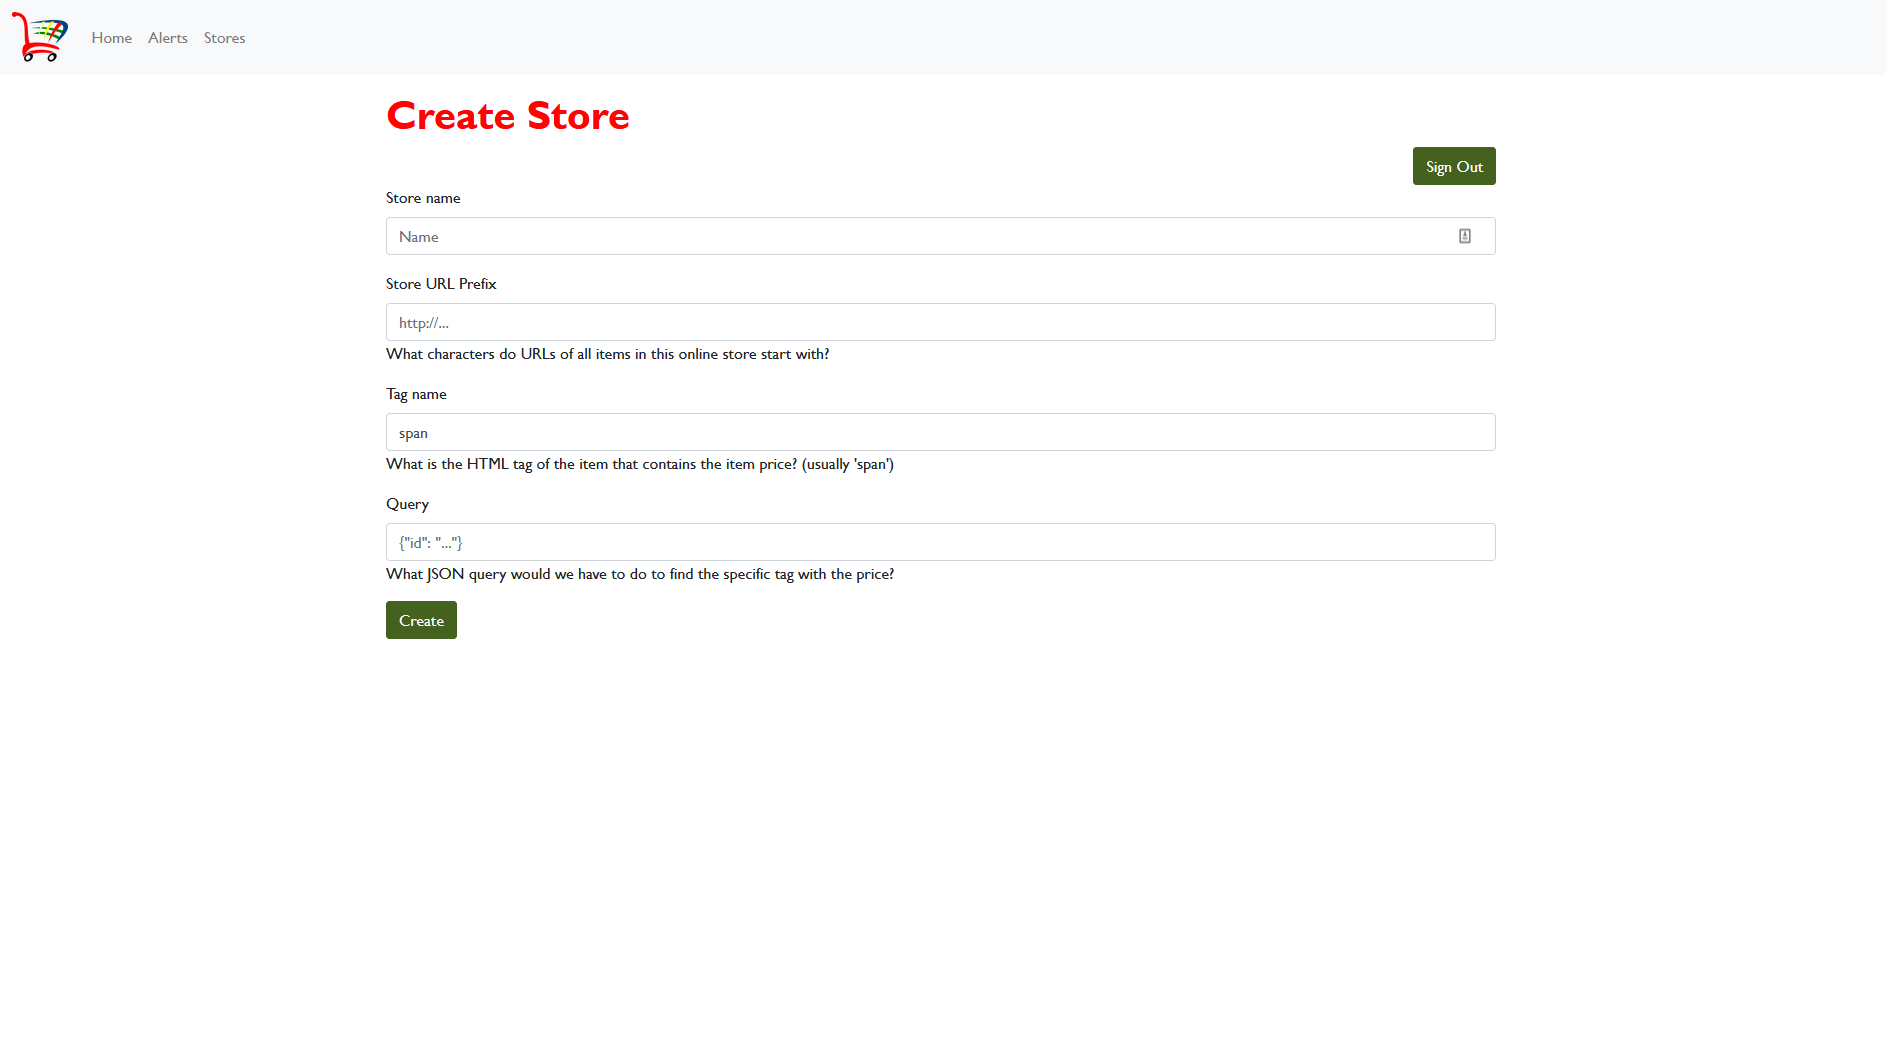 Home Alerts Stores
Create Store
Sign Out
Store name
Name
Store URL Prefix
http://...
What characters do URLs of all items in this online store start with?
Tag name
span
What is the HTML tag of the item that contains the item price? (usually 'span')
Query
{"id": "..."}
What JSON query would we have to do to find the specific tag with the price?
Create